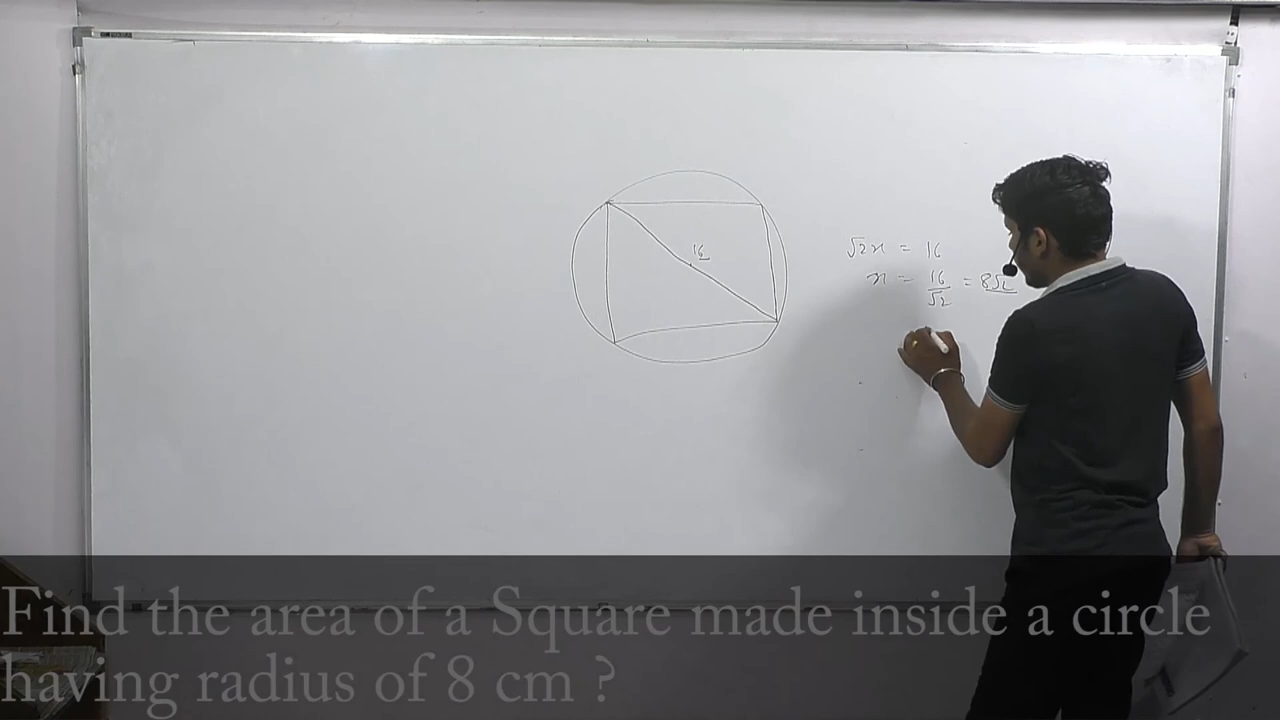 16
√2x = 16
x = 16/√2 = 8√2
Find the area of a Square made inside a circle
having radius of 8 cm ?